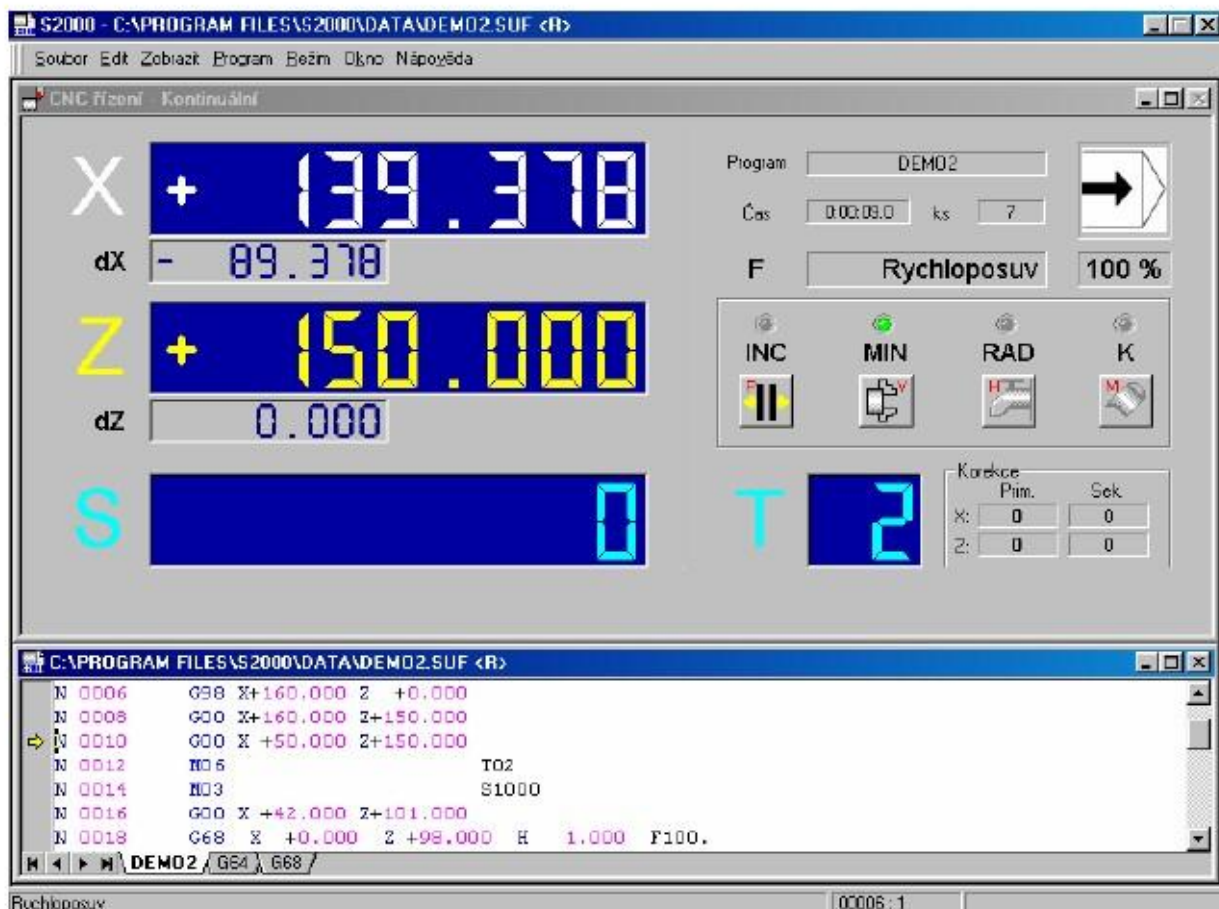 S2000 - C:\PROGRAM FILES\S2000\DATA\DEMO2.SUF <R>
Soubor Edit Zobrazit Program Režim Okno Nápověda
CNC řízení - Kontinuální
X + 139.378
dX - 89.378
Z + 150.000
dZ 0.000
S 0
Program DEMO2
Čas 0:00:09.0 ks 7
F Rychloposuv 100 %
INC MIN RAD K
P V H M
T 2
Korekce
Prim. Sek.
X: 0 0
Z: 0 0
C:\PROGRAM FILES\S2000\DATA\DEMO2.SUF <R>
N 0006 G98 X+160.000 Z +0.000
N 0008 G00 X+160.000 Z+150.000
N 0010 G00 X +50.000 Z+150.000
N 0012 M06 T02
N 0014 M03 S1000
N 0016 G00 X +42.000 Z+101.000
N 0018 G68 X +0.000 Z +98.000 H 1.000 F100.
DEMO2 G64 G68
Rychloposuv 00006 : 1